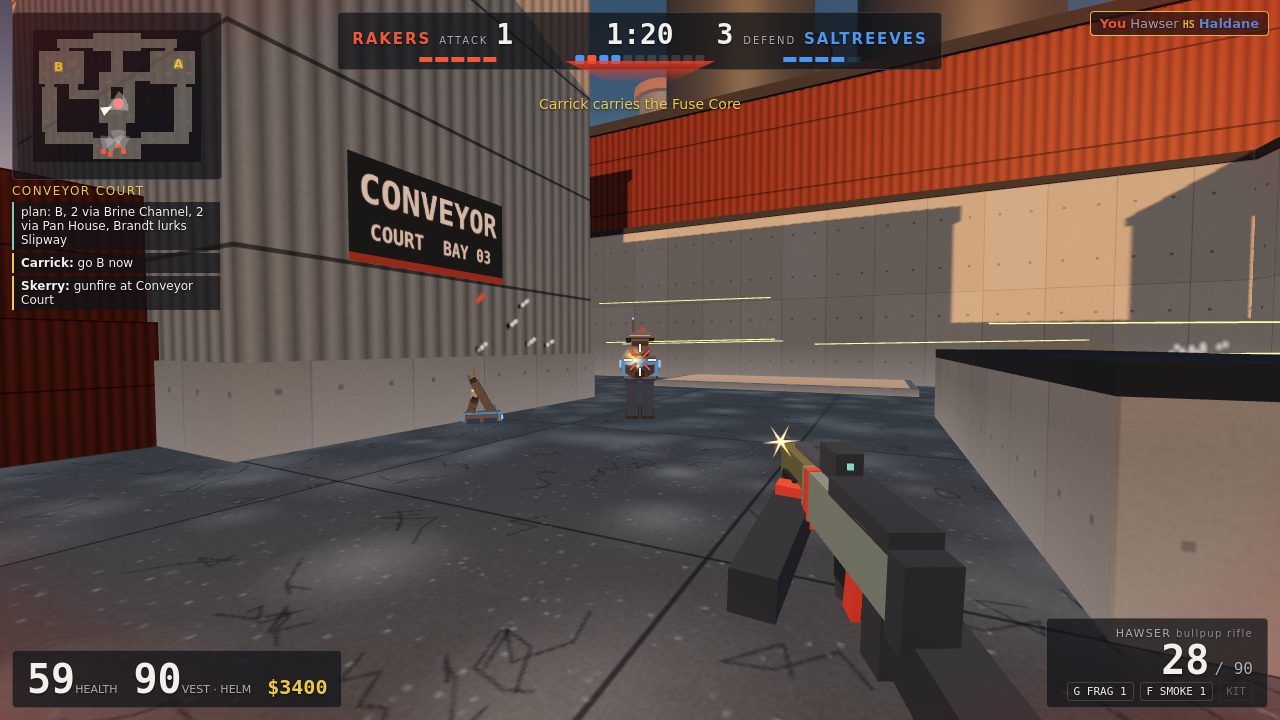 RAKERS ATTACK 1 1:20 3 DEFEND SALTREEVES
You Hawser HS Haldane
Carrick carries the Fuse Core
B A
CONVEYOR COURT
plan: B, 2 via Brine Channel, 2
via Pan House, Brandt lurks
Slipway
Carrick: go B now
Skerry: gunfire at Conveyor
Court
CONVEYOR
COURT BAY 03
59 HEALTH 90 VEST · HELM $3400
HAWSER bullpup rifle
28 / 90
G FRAG 1 F SMOKE 1 KIT